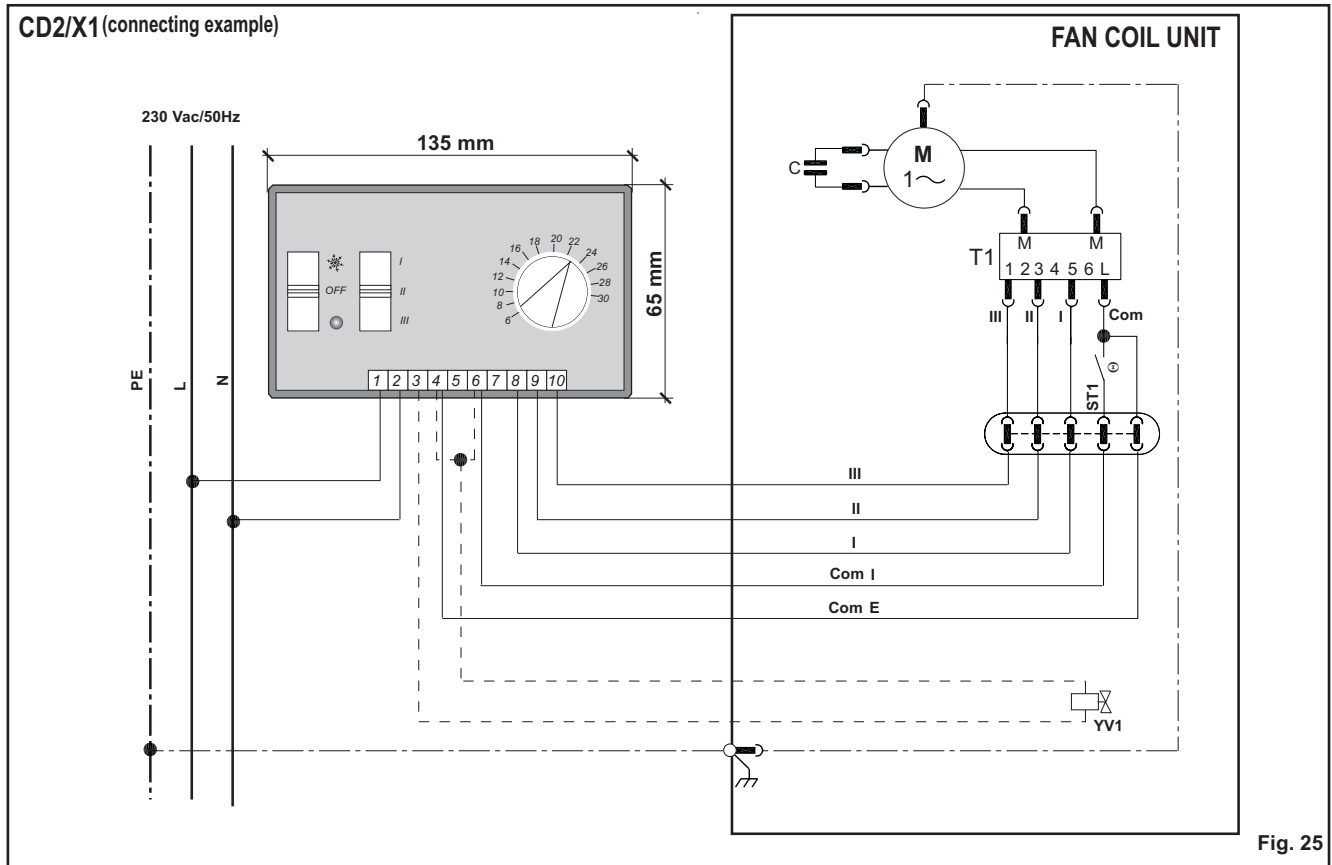 CD2/X1 (connecting example)
FAN COIL UNIT
230 Vac/50Hz
135 mm
65 mm
OFF
I
II
III
6 8 10 12 14 16 18 20 22 24 26 28 30
1 2 3 4 5 6 7 8 9 10
PE
L
N
C
M
1~
M M
T1
1 2 3 4 5 6 L
III II I Com
ST1
Θ
III
II
I
Com I
Com E
YV1
Fig. 25